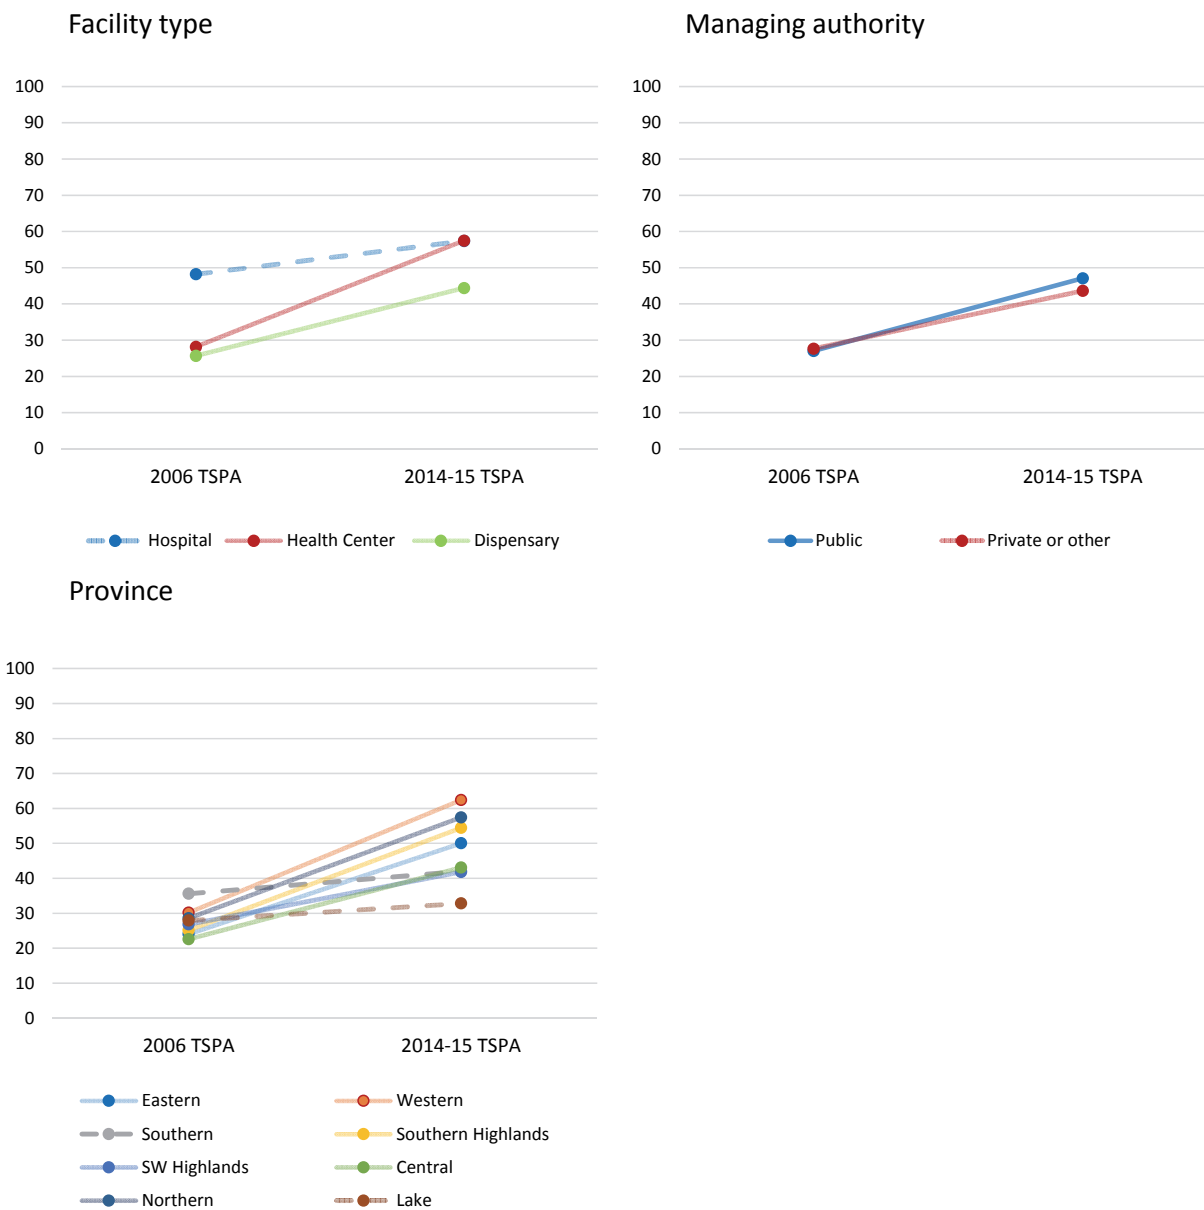 Facility type
100
90
80
70
60
50
40
30
20
10
0
2006 TSPA 2014-15 TSPA
Hospital Health Center Dispensary
Managing authority
100
90
80
70
60
50
40
30
20
10
0
2006 TSPA 2014-15 TSPA
Public Private or other
Province
100
90
80
70
60
50
40
30
20
10
0
2006 TSPA 2014-15 TSPA
Eastern Western
Southern Southern Highlands
SW Highlands Central
Northern Lake